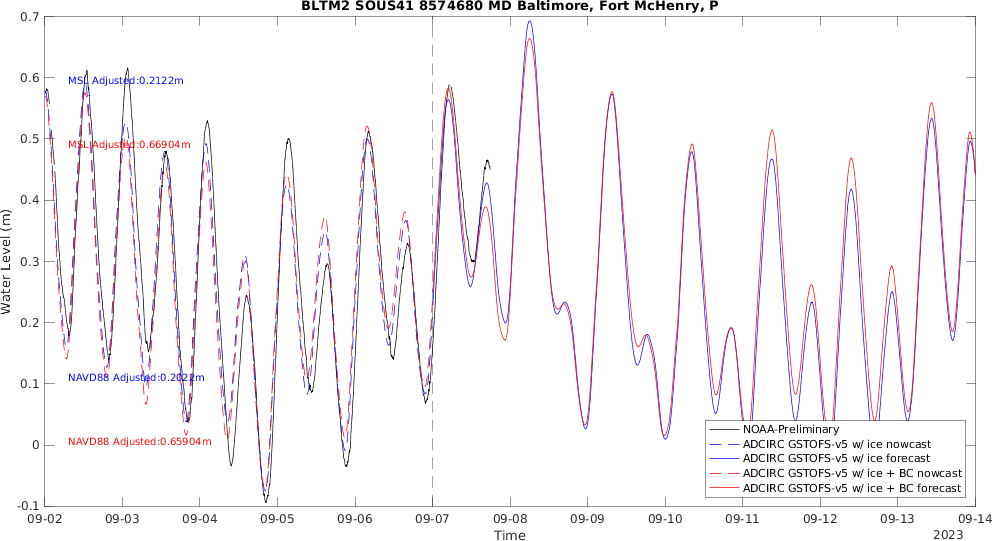 BLTM2 SOUS41 8574680 MD Baltimore, Fort McHenry, P
0.7
0.6
0.5
0.4
0.3
0.2
0.1
0
-0.1
Water Level (m)
MSL Adjusted:0.2122m
MSL Adjusted:0.66904m
NAVD88 Adjusted:0.2022m
NAVD88 Adjusted:0.65904m
NOAA-Preliminary
ADCIRC GSTOFS-v5 w/ ice nowcast
ADCIRC GSTOFS-v5 w/ ice forecast
ADCIRC GSTOFS-v5 w/ ice + BC nowcast
ADCIRC GSTOFS-v5 w/ ice + BC forecast
09-02 09-03 09-04 09-05 09-06 09-07 09-08 09-09 09-10 09-11 09-12 09-13 09-14
Time
2023